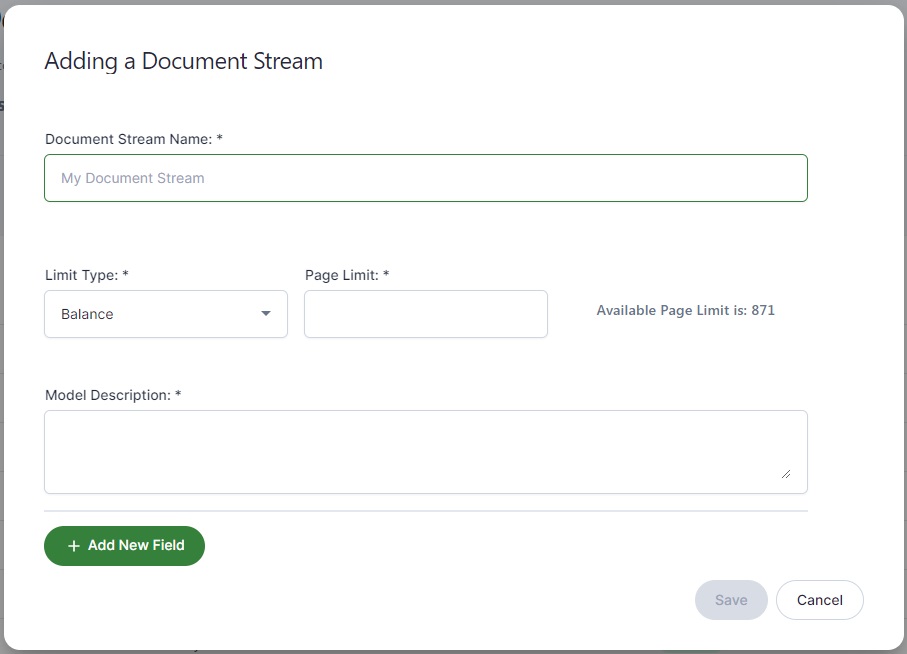 Adding a Document Stream
Document Stream Name: *
My Document Stream
Limit Type: *
Page Limit: *
Balance
Available Page Limit is: 871
Model Description: *
+ Add New Field
Save
Cancel